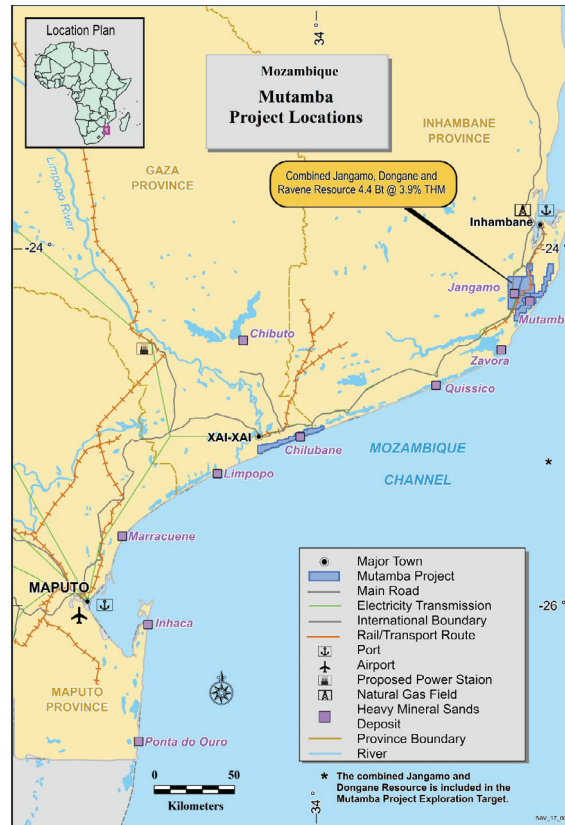 Location Plan
34 °
Mozambique
Mutamba
Project Locations
INHAMBANE
PROVINCE
GAZA
PROVINCE
Limpopo River
Combined Jangamo, Dongane and
Ravene Resource 4.4 Bt @ 3.9% THM
Inhambane
-24 °
-24 °
Jangamo
Mutamba
Chibuto
Zavora
Quissico
XAI-XAI
Chilubane
MOZAMBIQUE
CHANNEL
*
Limpopo
Marracuene
MAPUTO
-26 °
Inhaca
MAPUTO
PROVINCE
Ponta do Ouro
Major Town
Mutamba Project
Main Road
Electricity Transmission
International Boundary
Rail/Transport Route
Port
Airport
Proposed Power Staion
Natural Gas Field
Heavy Mineral Sands
Deposit
Province Boundary
River
0
50
Kilometers
* The combined Jangamo and
Dongane Resource is included in the
Mutamba Project Exploration Target.
34 °